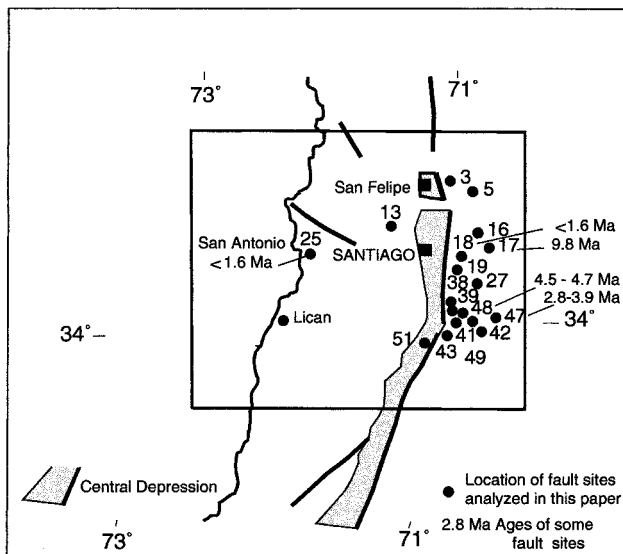 73°
71°
San Felipe
3
5
13
16
17
<1.6 Ma
9.8 Ma
18
San Antonio
25
<1.6 Ma
SANTIAGO
19
38
27
4.5 - 4.7 Ma
2.8-3.9 Ma
39
48
47
Lican
34°
34°
51
41
42
43
49
Central Depression
Location of fault sites
analyzed in this paper
2.8 Ma Ages of some
fault sites
73°
71°